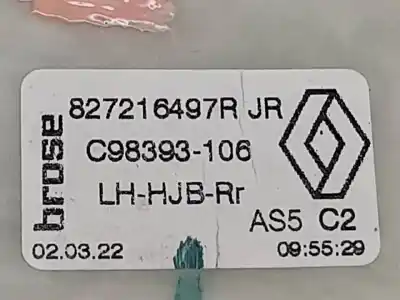 brose
827216497R JR
C98393-106
LH-HJB-Rr
AS5 C2
02.03.22 09:55:29